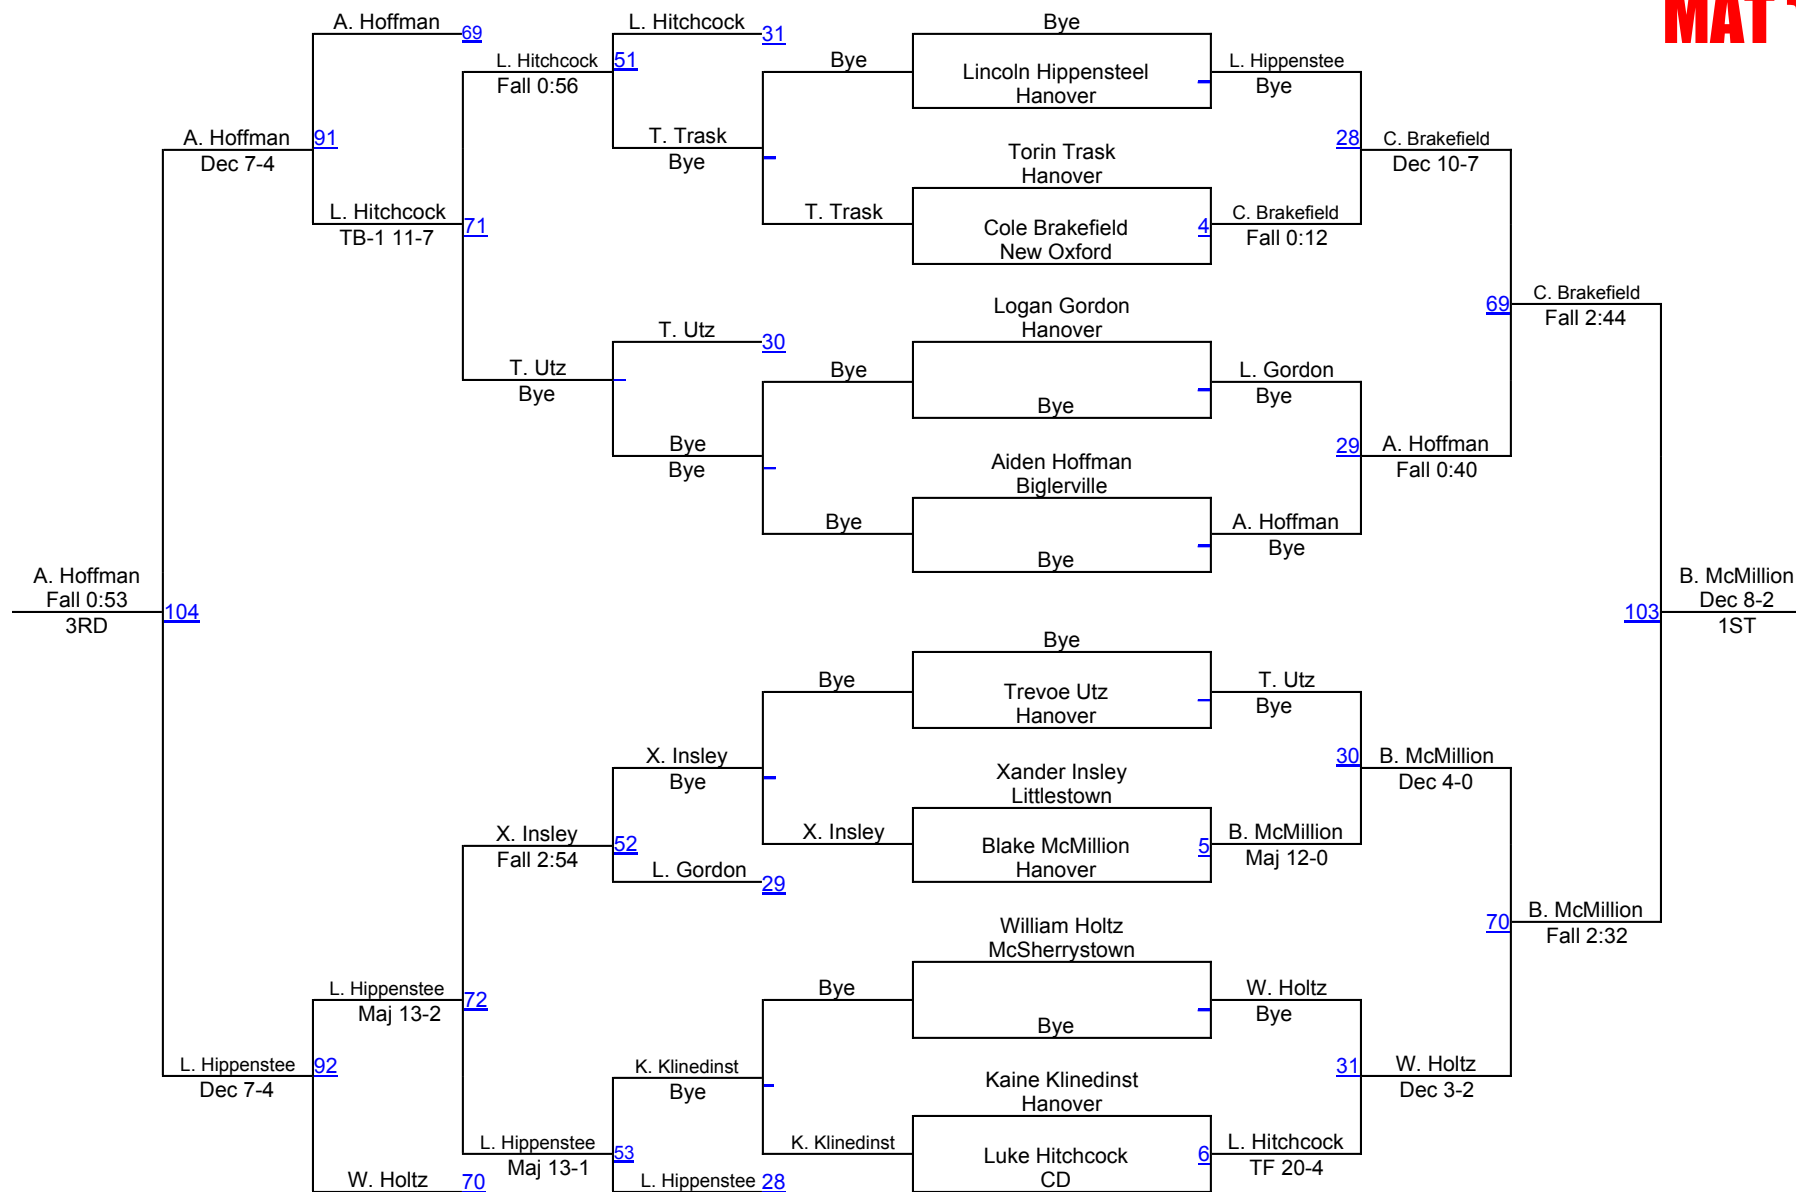 MAT
A. Hoffman
69
L. Hitchcock
31
Bye
L. Hitchcock
51
Fall 0:56
Bye
Lincoln Hippensteel
Hanover
L. Hippenstee
Bye
A. Hoffman
91
Dec 7-4
T. Trask
Bye
Torin Trask
Hanover
28
C. Brakefield
Dec 10-7
L. Hitchcock
71
TB-1 11-7
T. Trask
Cole Brakefield
New Oxford
4
C. Brakefield
Fall 0:12
Logan Gordon
Hanover
69
C. Brakefield
Fall 2:44
T. Utz
30
T. Utz
Bye
Bye
Bye
L. Gordon
Bye
Bye
Bye
Aiden Hoffman
Biglerville
29
A. Hoffman
Fall 0:40
Bye
Bye
A. Hoffman
Bye
A. Hoffman
Fall 0:53
104
3RD
B. McMillion
Dec 8-2
103
1ST
Bye
Bye
Trevoe Utz
Hanover
T. Utz
Bye
X. Insley
Bye
Xander Insley
Littlestown
30
B. McMillion
Dec 4-0
X. Insley
52
Fall 2:54
X. Insley
Blake McMillion
Hanover
5
B. McMillion
Maj 12-0
L. Gordon
29
William Holtz
McSherrystown
70
B. McMillion
Fall 2:32
L. Hippenstee
72
Maj 13-2
Bye
Bye
W. Holtz
Bye
L. Hippenstee
92
Dec 7-4
K. Klinedinst
Bye
Kaine Klinedinst
Hanover
31
W. Holtz
Dec 3-2
L. Hippenstee
53
Maj 13-1
K. Klinedinst
Luke Hitchcock
CD
6
L. Hitchcock
TF 20-4
W. Holtz
70
L. Hippenstee
28